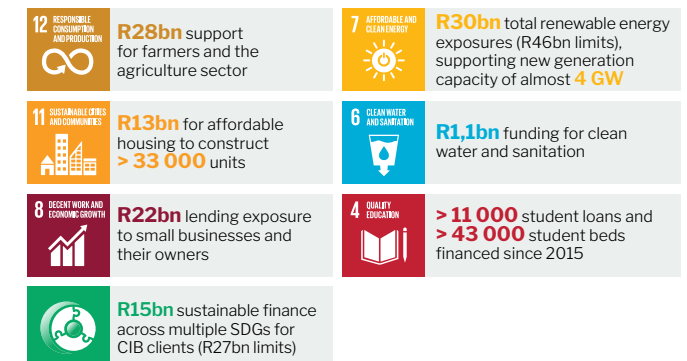 12 RESPONSIBLE
CONSUMPTION
AND PRODUCTION
R28bn support
for farmers and the
agriculture sector
7 AFFORDABLE AND
CLEAN ENERGY
R30bn total renewable energy
exposures (R46bn limits),
supporting new generation
capacity of almost 4 GW
11 SUSTAINABLE CITIES
AND COMMUNITIES
R13bn for affordable
housing to construct
> 33 000 units
6 CLEAN WATER
AND SANITATION
R1,1bn funding for clean
water and sanitation
8 DECENT WORK AND
ECONOMIC GROWTH
R22bn lending exposure
to small businesses and
their owners
4 QUALITY
EDUCATION
> 11 000 student loans and
> 43 000 student beds
financed since 2015
R15bn sustainable finance
across multiple SDGs for
CIB clients (R27bn limits)